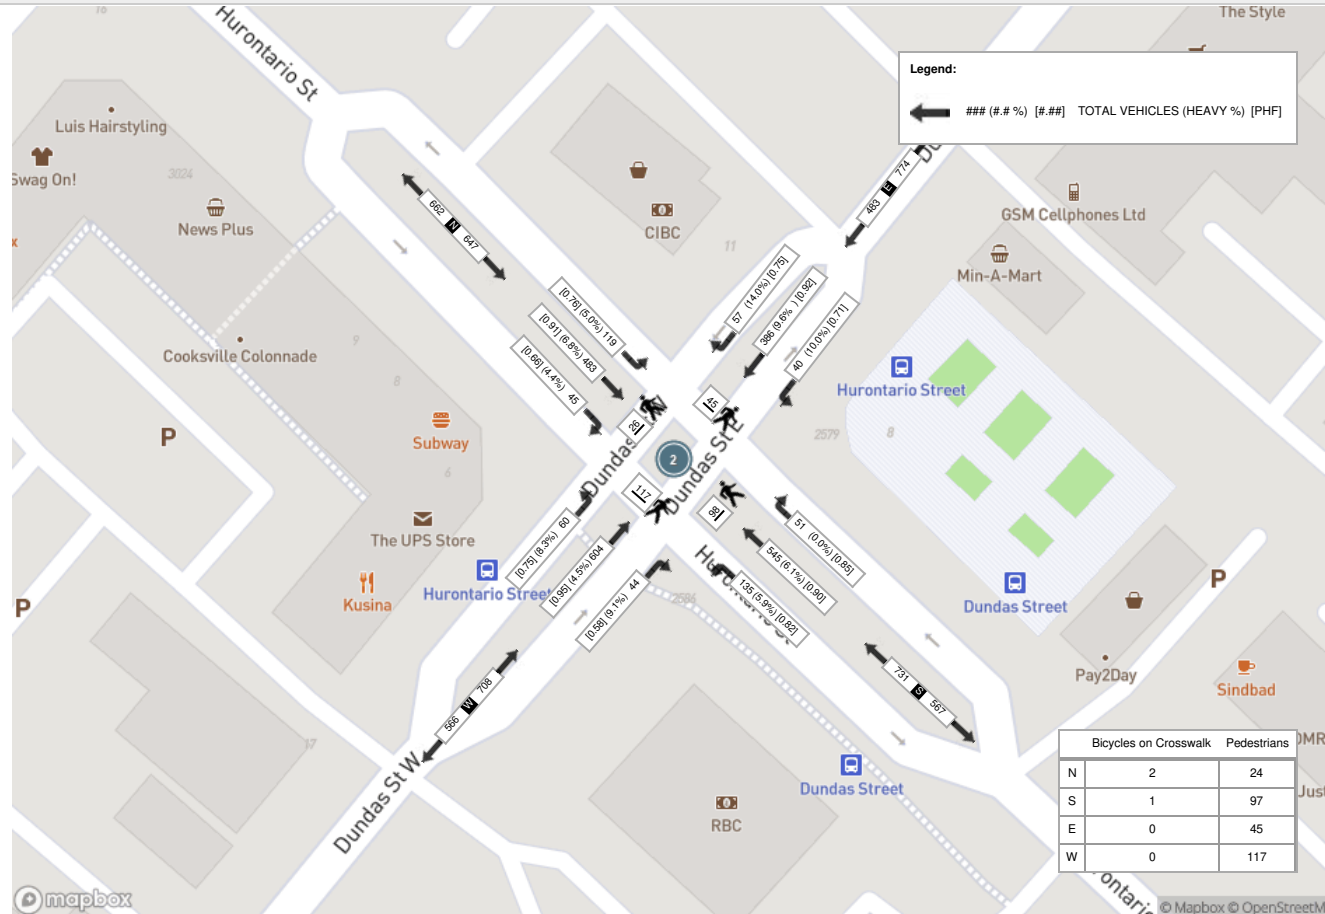 16
The Style
Hurontario St
Legend:
### (#.# %) [#.##] TOTAL VEHICLES (HEAVY %) [PHF]
Luis Hairstyling
Swag On!
3024
News Plus
CIBC
11
GSM Cellphones Ltd
Min-A-Mart
662 N 647
483 E 774
[0.76] (5.0%) 119
[0.91] (6.8%) 483
[0.66] (4.4%) 45
57 (14.0%) [0.75]
386 (9.6% ) [0.92]
40 (10.0%) [0.71]
Cooksville Colonnade
9
8
6
Hurontario Street
2579
8
P
Subway
26
45
2
117
98
Dundas St E
The UPS Store
Kusina
Hurontario Street
[0.75] (8.3%) 60
[0.95] (4.5%) 604
[0.58] (9.1%) 44
51 (0.0%) [0.85]
545 (6.1%) [0.90]
135 (5.9%) [0.82]
2586
Dundas Street
P
P
Pay2Day
Sindbad
566 W 708
731 S 567
17
Dundas St W
Dundas Street
RBC
Bicycles on Crosswalk Pedestrians
N 2 24
S 1 97
E 0 45
W 0 117
mapbox
© Mapbox © OpenStreetM